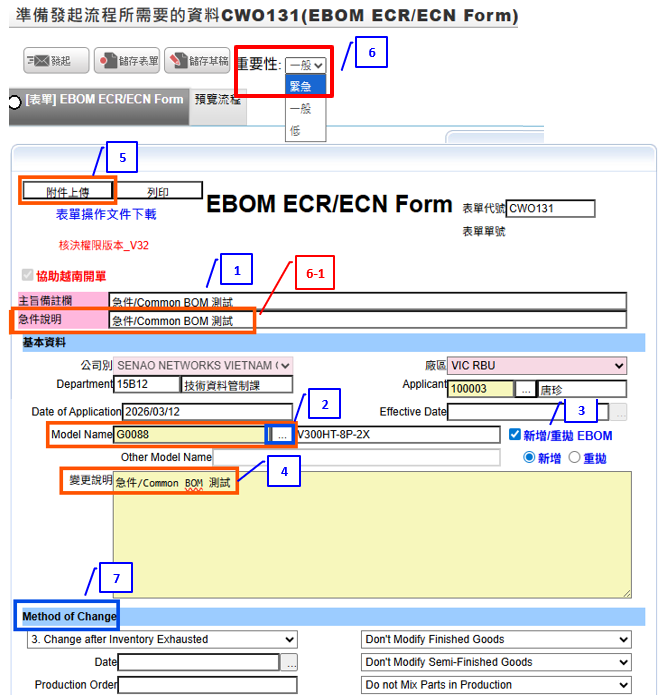 準備發起流程所需要的資料CWO131(EBOM ECR/ECN Form)
發起 儲存表單 儲存草稿 重要性: 一般
6
緊急
一般
低
[表單] EBOM ECR/ECN Form 預覽流程
5
附件上傳 列印
EBOM ECR/ECN Form
表單代號 CWO131
表單操作文件下載
表單單號
核決權限版本_V32
1
6-1
協助越南開單
主旨備註欄 急件/Common BOM 測試
急件說明 急件/Common BOM 測試
基本資料
公司別 SENAO NETWORKS VIETNAM 廠區 VIC RBU
Department 15B12 技術資料管制課 Applicant 100003 ... 唐珍
2
3
Date of Application 2026/03/12 Effective Date ...
Model Name G0088 ... V300HT-8P-2X 新增/重拋 EBOM
Other Model Name 新增 重拋
4
變更說明 急件/Common BOM 測試
7
Method of Change
3. Change after Inventory Exhausted Don't Modify Finished Goods
Date ... Don't Modify Semi-Finished Goods
Production Order Do not Mix Parts in Production